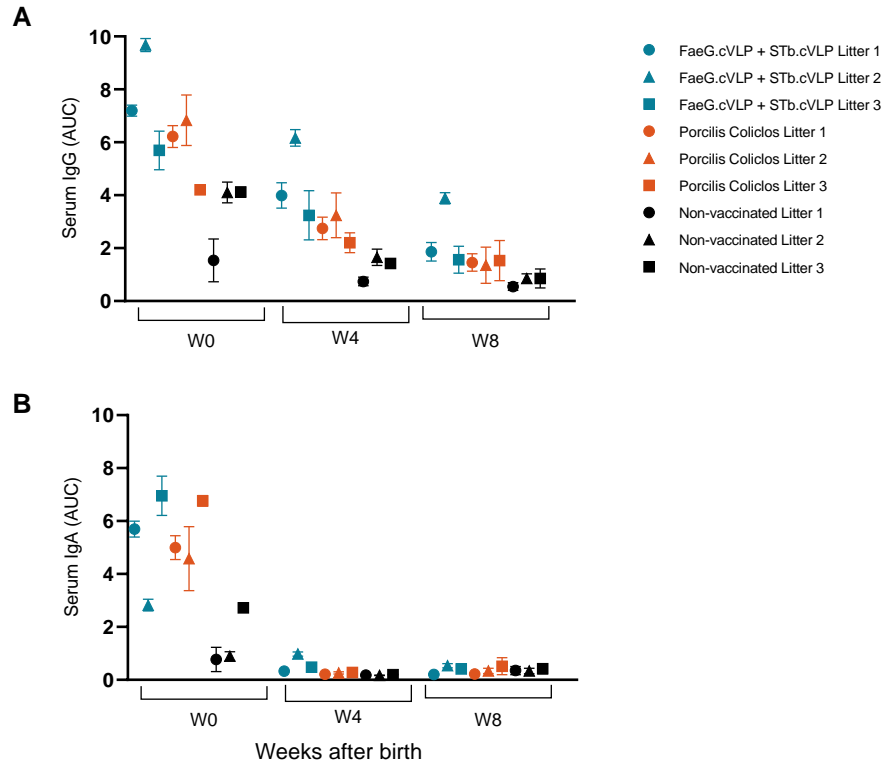 A
10
8
6
4
2
0
Serum IgG (AUC)
W0
W4
W8
FaeG.cVLP + STb.cVLP Litter 1
FaeG.cVLP + STb.cVLP Litter 2
FaeG.cVLP + STb.cVLP Litter 3
Porcilis Coliclos Litter 1
Porcilis Coliclos Litter 2
Porcilis Coliclos Litter 3
Non-vaccinated Litter 1
Non-vaccinated Litter 2
Non-vaccinated Litter 3
B
10
8
6
4
2
0
Serum IgA (AUC)
W0
W4
W8
Weeks after birth